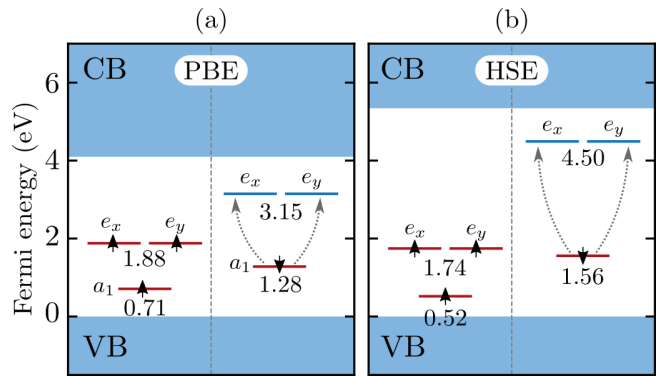 (a)
(b)
Fermi energy (eV)
6
4
2
0
CB
PBE
e_x e_y
3.15
e_x e_y
1.88
a_1
1.28
a_1
0.71
VB
CB
HSE
e_x e_y
4.50
e_x e_y
1.74
1.56
0.52
VB